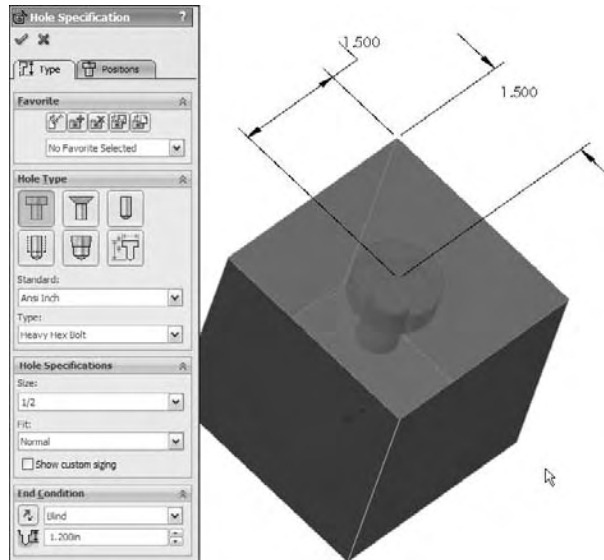 Hole Specification ?
Type
Positions
Favorite
No Favorite Selected
Hole Type
Standard:
Ansi Inch
Type:
Heavy Hex Bolt
Hole Specifications
Size:
1/2
Fit:
Normal
Show custom sizing
End Condition
Blind
1.200in
1.500
1.500